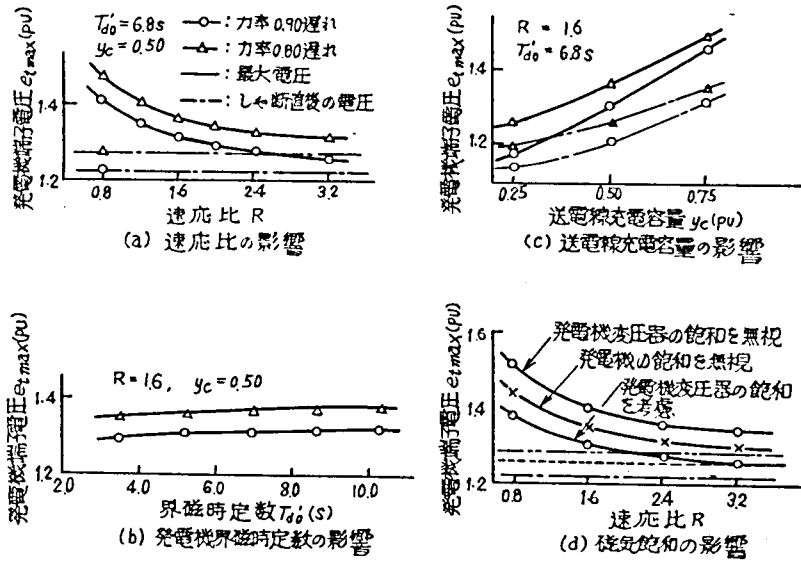 T'd0 = 6.8s
yc = 0.50
力率0.90遅れ
力率0.80遅れ
最大電圧
しゃ断直後の電圧
発電機端子電圧 et max (PU)
1.4
1.2
0.8
1.6
2.4
3.2
速応比 R
(a) 速応比の影響
R = 1.6
T'd0 = 6.8s
発電機端子電圧 et max (PU)
1.4
1.2
0.25
0.50
0.75
送電線充電容量 yc (pu)
(c) 送電線充電容量の影響
R = 1.6, yc = 0.50
発電機端子電圧 et max (PU)
1.4
1.2
2.0
4.0
6.0
8.0
10.0
界磁時定数 T'd0 (S)
(b) 発電機界磁時定数の影響
発電機変圧器の飽和を無視
発電機の飽和を無視
発電機変圧器の飽和
を考慮
発電機端子電圧 et max (PU)
1.6
1.4
1.2
0.8
1.6
2.4
3.2
速応比 R
(d) 磁気飽和の影響